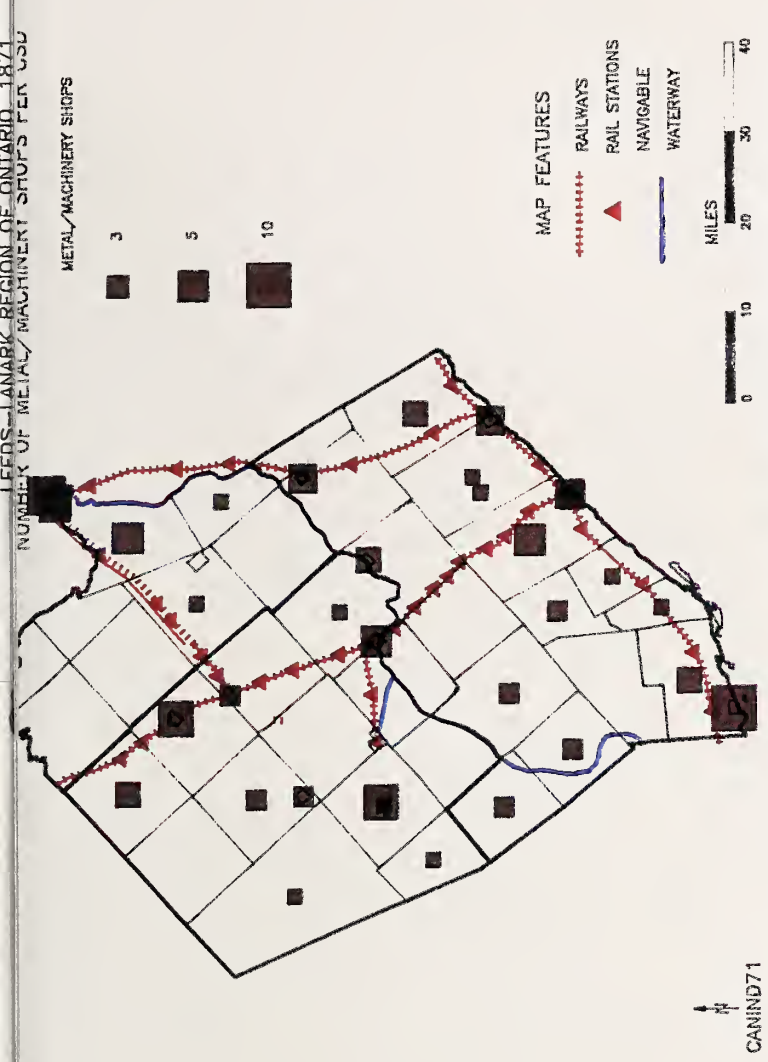 LEEDS-LANARK REGION OF ONTARIO 1871
NUMBER OF METAL/MACHINERY SHOPS PER CSD
METAL/MACHINERY SHOPS
3
5
10
MAP FEATURES
RAILWAYS
RAIL STATIONS
NAVIGABLE
WATERWAY
MILES
0 10 20 30 40
N
CANIND71